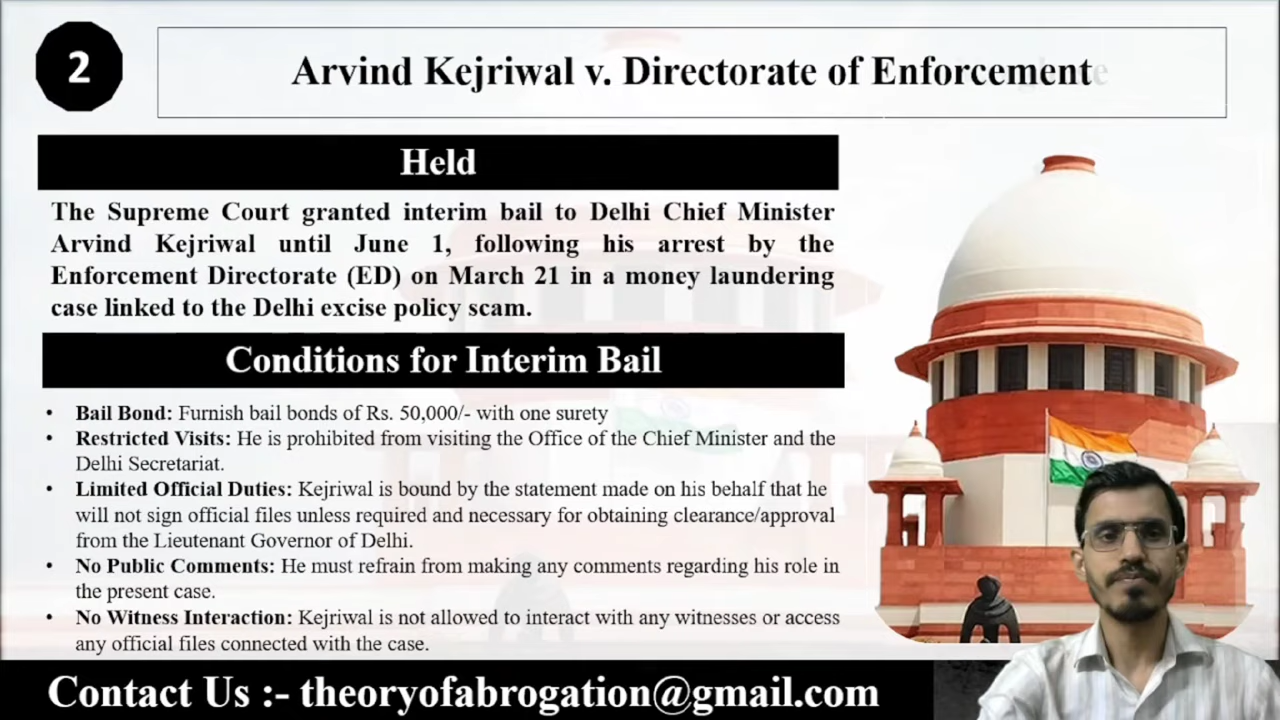 2
Arvind Kejriwal v. Directorate of Enforcement
Held
The Supreme Court granted interim bail to Delhi Chief Minister
Arvind Kejriwal until June 1, following his arrest by the
Enforcement Directorate (ED) on March 21 in a money laundering
case linked to the Delhi excise policy scam.
Conditions for Interim Bail
• Bail Bond: Furnish bail bonds of Rs. 50,000/- with one surety
• Restricted Visits: He is prohibited from visiting the Office of the Chief Minister and the
Delhi Secretariat.
• Limited Official Duties: Kejriwal is bound by the statement made on his behalf that he
will not sign official files unless required and necessary for obtaining clearance/approval
from the Lieutenant Governor of Delhi.
• No Public Comments: He must refrain from making any comments regarding his role in
the present case.
• No Witness Interaction: Kejriwal is not allowed to interact with any witnesses or access
any official files connected with the case.
Contact Us :- theoryofabrogation@gmail.com